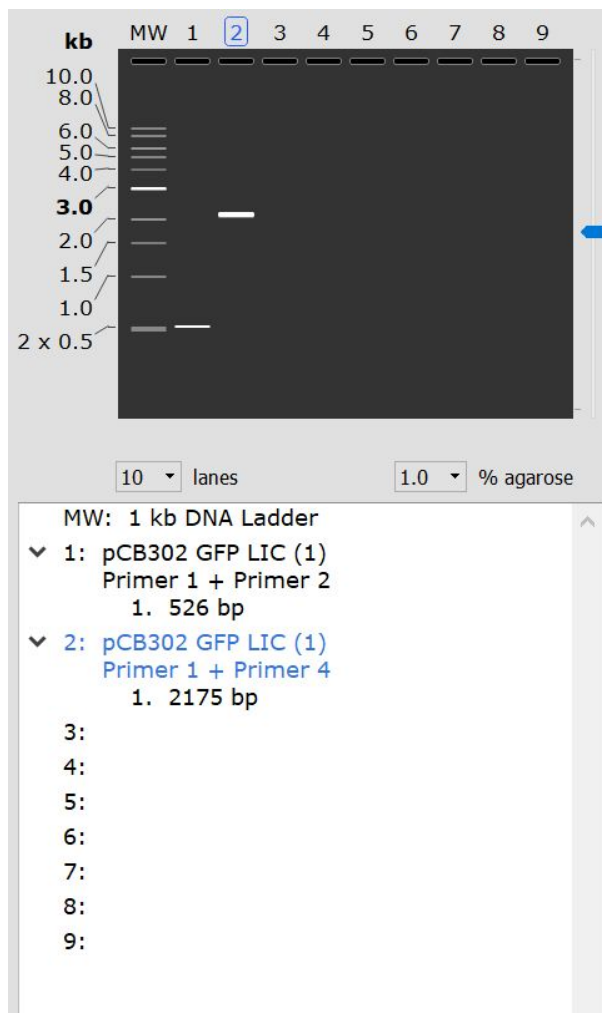 kb MW 1 2 3 4 5 6 7 8 9
10.0
8.0
6.0
5.0
4.0
3.0
2.0
1.5
1.0
2 x 0.5
10 lanes 1.0 % agarose
MW: 1 kb DNA Ladder
1: pCB302 GFP LIC (1)
Primer 1 + Primer 2
1. 526 bp
2: pCB302 GFP LIC (1)
Primer 1 + Primer 4
1. 2175 bp
3:
4:
5:
6:
7:
8:
9: